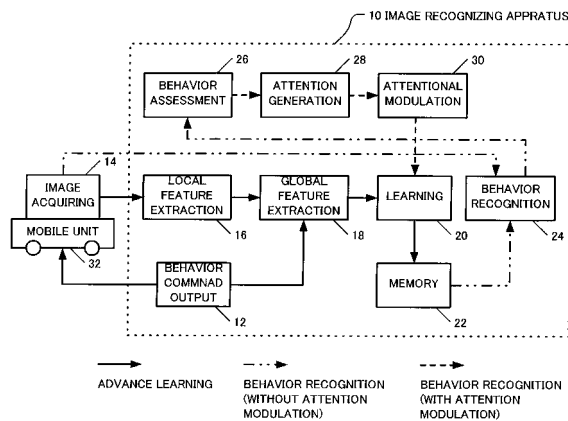 10 IMAGE RECOGNIZING APPRATUS
26
28
30
BEHAVIOR
ASSESSMENT
ATTENTION
GENERATION
ATTENTIONAL
MODULATION
14
IMAGE
ACQUIRING
LOCAL
FEATURE
EXTRACTION
GLOBAL
FEATURE
EXTRACTION
LEARNING
BEHAVIOR
RECOGNITION
MOBILE UNIT
32
16
18
20
24
BEHAVIOR
COMMNAD
OUTPUT
MEMORY
12
22
ADVANCE LEARNING
BEHAVIOR RECOGNITION
(WITHOUT ATTENTION
MODULATION)
BEHAVIOR RECOGNITION
(WITH ATTENTION
MODULATION)